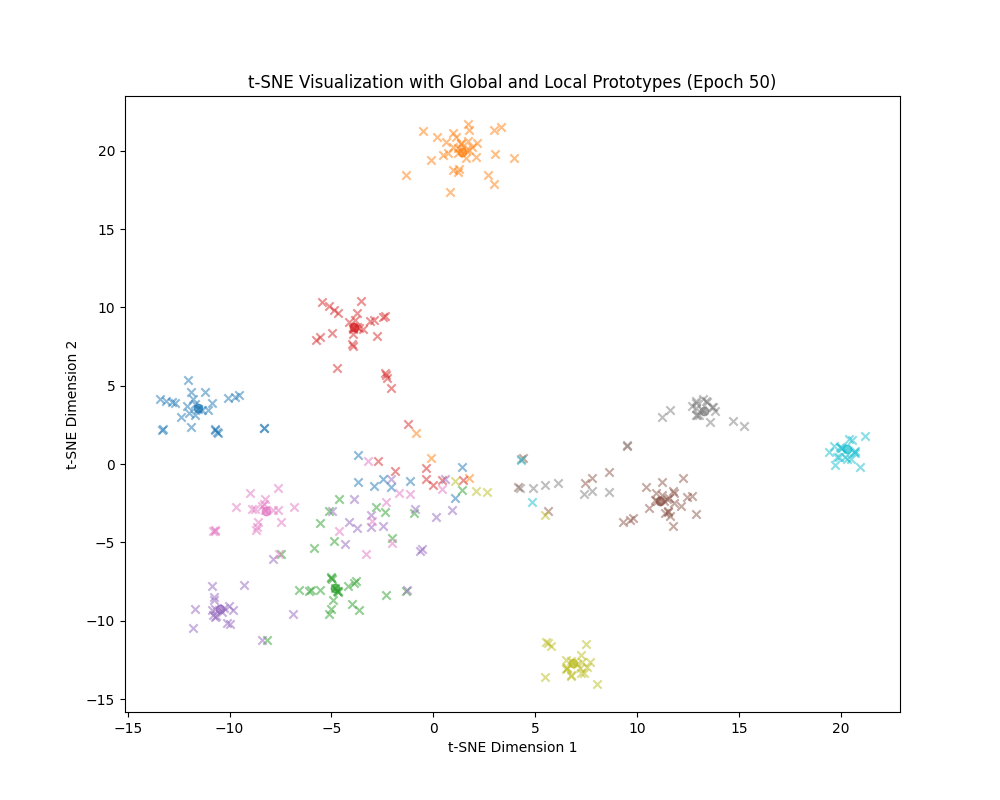 t-SNE Visualization with Global and Local Prototypes (Epoch 50)
20
15
10
5
0
−5
−10
−15
t-SNE Dimension 2
−15 −10 −5 0 5 10 15 20
t-SNE Dimension 1